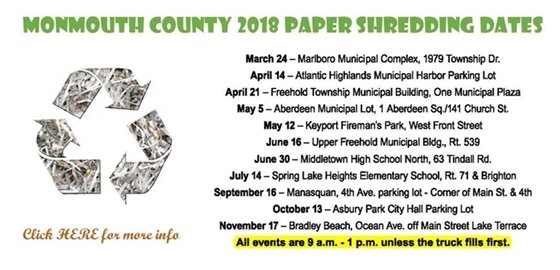 MONMOUTH COUNTY 2018 PAPER SHREDDING DATES
March 24 – Marlboro Municipal Complex, 1979 Township Dr.
April 14 – Atlantic Highlands Municipal Harbor Parking Lot
April 21 – Freehold Township Municipal Building, One Municipal Plaza
May 5 – Aberdeen Municipal Lot, 1 Aberdeen Sq./141 Church St.
May 12 – Keyport Fireman's Park, West Front Street
June 16 – Upper Freehold Municipal Bldg., Rt. 539
June 30 – Middletown High School North, 63 Tindall Rd.
July 14 – Spring Lake Heights Elementary School, Rt. 71 & Brighton
September 16 – Manasquan, 4th Ave. parking lot - Corner of Main St. & 4th
October 13 – Asbury Park City Hall Parking Lot
November 17 – Bradley Beach, Ocean Ave. off Main Street Lake Terrace
All events are 9 a.m. - 1 p.m. unless the truck fills first.
Click HERE for more info